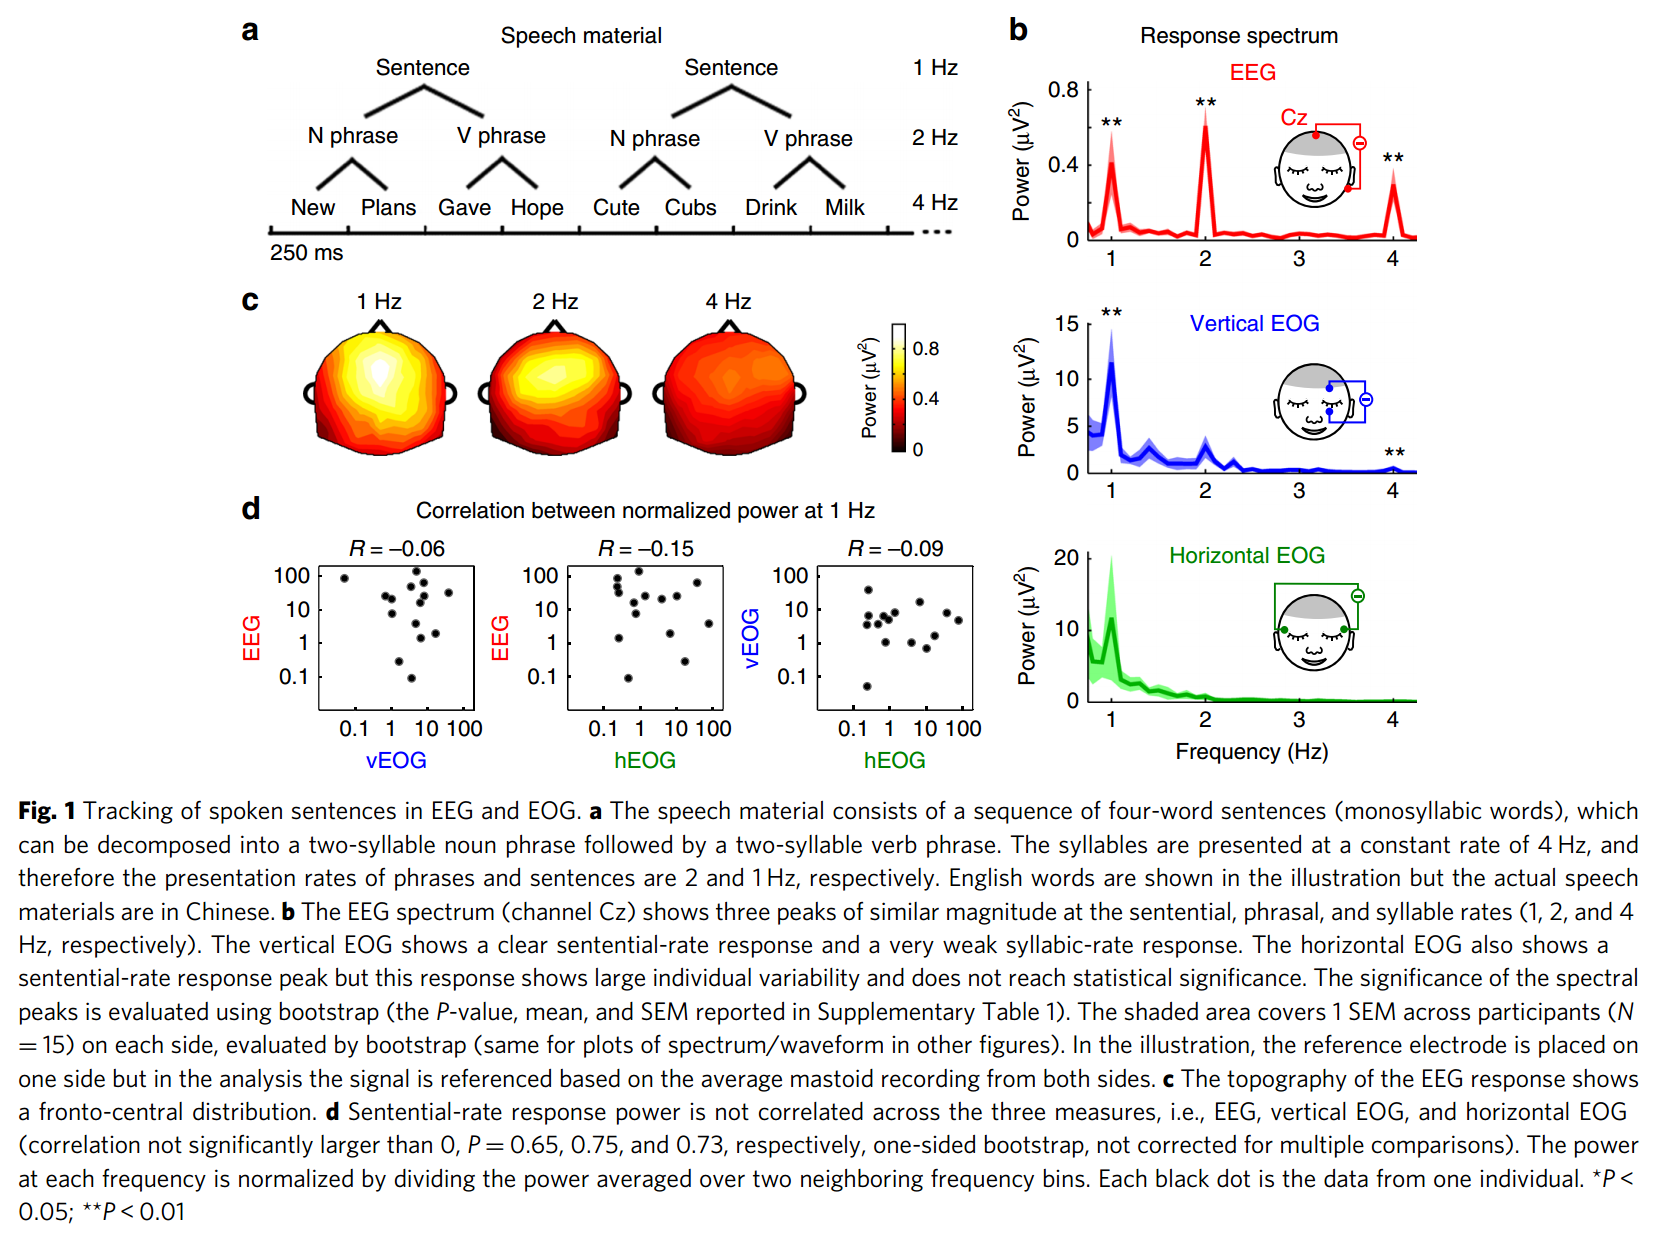 a
Speech material
Sentence Sentence 1 Hz
N phrase V phrase N phrase V phrase 2 Hz
New Plans Gave Hope Cute Cubs Drink Milk 4 Hz
250 ms
b
Response spectrum
EEG
Power (μV²)
0.8
0.4
0
** ** **
Cz
1 2 3 4
Vertical EOG
Power (μV²)
15
10
5
0
** **
1 2 3 4
Horizontal EOG
Power (μV²)
20
10
0
1 2 3 4
Frequency (Hz)
c
1 Hz 2 Hz 4 Hz
Power (μV²)
0.8
0.4
0
d
Correlation between normalized power at 1 Hz
R = –0.06
EEG
100
10
1
0.1
0.1 1 10 100
vEOG
R = –0.15
EEG
100
10
1
0.1
0.1 1 10 100
hEOG
R = –0.09
vEOG
100
10
1
0.1
0.1 1 10 100
hEOG
Fig. 1 Tracking of spoken sentences in EEG and EOG. a The speech material consists of a sequence of four-word sentences (monosyllabic words), which
can be decomposed into a two-syllable noun phrase followed by a two-syllable verb phrase. The syllables are presented at a constant rate of 4 Hz, and
therefore the presentation rates of phrases and sentences are 2 and 1 Hz, respectively. English words are shown in the illustration but the actual speech
materials are in Chinese. b The EEG spectrum (channel Cz) shows three peaks of similar magnitude at the sentential, phrasal, and syllable rates (1, 2, and 4
Hz, respectively). The vertical EOG shows a clear sentential-rate response and a very weak syllabic-rate response. The horizontal EOG also shows a
sentential-rate response peak but this response shows large individual variability and does not reach statistical significance. The significance of the spectral
peaks is evaluated using bootstrap (the P-value, mean, and SEM reported in Supplementary Table 1). The shaded area covers 1 SEM across participants (N
= 15) on each side, evaluated by bootstrap (same for plots of spectrum/waveform in other figures). In the illustration, the reference electrode is placed on
one side but in the analysis the signal is referenced based on the average mastoid recording from both sides. c The topography of the EEG response shows
a fronto-central distribution. d Sentential-rate response power is not correlated across the three measures, i.e., EEG, vertical EOG, and horizontal EOG
(correlation not significantly larger than 0, P = 0.65, 0.75, and 0.73, respectively, one-sided bootstrap, not corrected for multiple comparisons). The power
at each frequency is normalized by dividing the power averaged over two neighboring frequency bins. Each black dot is the data from one individual. *P <
0.05; **P < 0.01